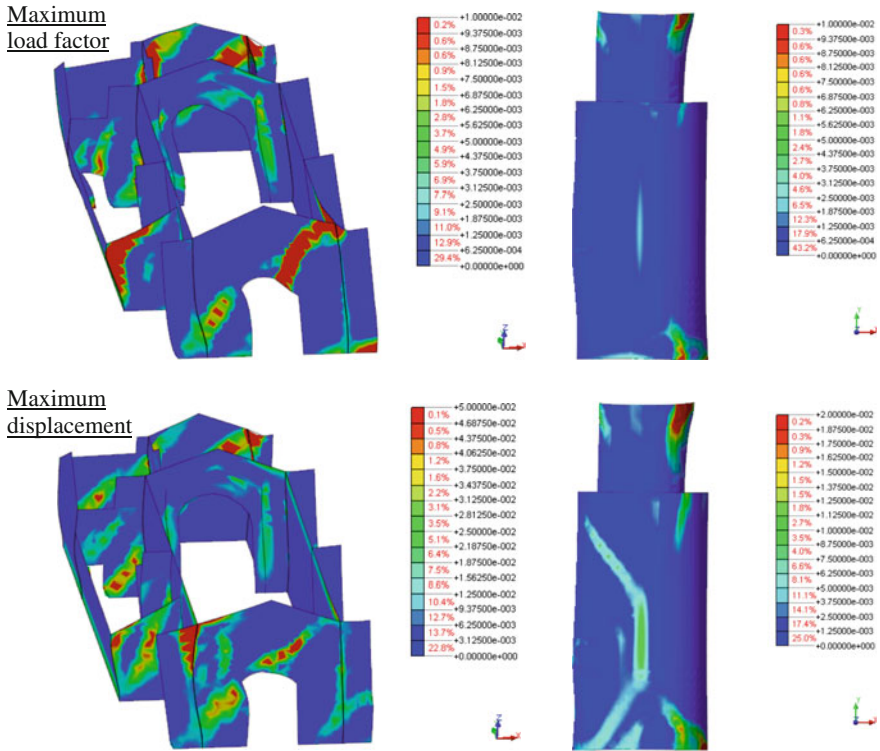 Maximum
load factor
0.2%
0.6%
0.6%
0.9%
1.5%
1.8%
2.8%
3.7%
4.9%
5.9%
6.9%
7.7%
9.1%
11.0%
12.9%
29.4%
+1.00000e-002
+9.37500e-003
+8.75000e-003
+8.12500e-003
+7.50000e-003
+6.87500e-003
+6.25000e-003
+5.62500e-003
+5.00000e-003
+4.37500e-003
+3.75000e-003
+3.12500e-003
+2.50000e-003
+1.87500e-003
+1.25000e-003
+6.25000e-004
+0.00000e+000
0.3%
0.6%
0.6%
0.6%
0.6%
0.8%
1.1%
1.8%
2.4%
2.7%
4.0%
4.6%
6.5%
12.3%
17.9%
43.2%
+1.00000e-002
+9.37500e-003
+8.75000e-003
+8.12500e-003
+7.50000e-003
+6.87500e-003
+6.25000e-003
+5.62500e-003
+5.00000e-003
+4.37500e-003
+3.75000e-003
+3.12500e-003
+2.50000e-003
+1.87500e-003
+1.25000e-003
+6.25000e-004
+0.00000e+000
Z
X
Y
X
Maximum
displacement
0.1%
0.5%
0.8%
1.2%
1.6%
2.2%
3.1%
3.5%
5.1%
6.4%
7.5%
8.6%
10.4%
12.7%
13.7%
22.8%
+5.00000e-002
+4.68750e-002
+4.37500e-002
+4.06250e-002
+3.75000e-002
+3.43750e-002
+3.12500e-002
+2.81250e-002
+2.50000e-002
+2.18750e-002
+1.87500e-002
+1.56250e-002
+1.25000e-002
+9.37500e-003
+6.25000e-003
+3.12500e-003
+0.00000e+000
0.2%
0.3%
0.9%
1.2%
1.5%
1.5%
1.8%
2.7%
3.5%
4.0%
6.6%
8.1%
11.1%
14.1%
17.4%
25.0%
+2.00000e-002
+1.87500e-002
+1.75000e-002
+1.62500e-002
+1.50000e-002
+1.37500e-002
+1.25000e-002
+1.12500e-002
+1.00000e-002
+8.75000e-003
+7.50000e-003
+6.25000e-003
+5.00000e-003
+3.75000e-003
+2.50000e-003
+1.25000e-003
+0.00000e+000
Z
X
Y
X